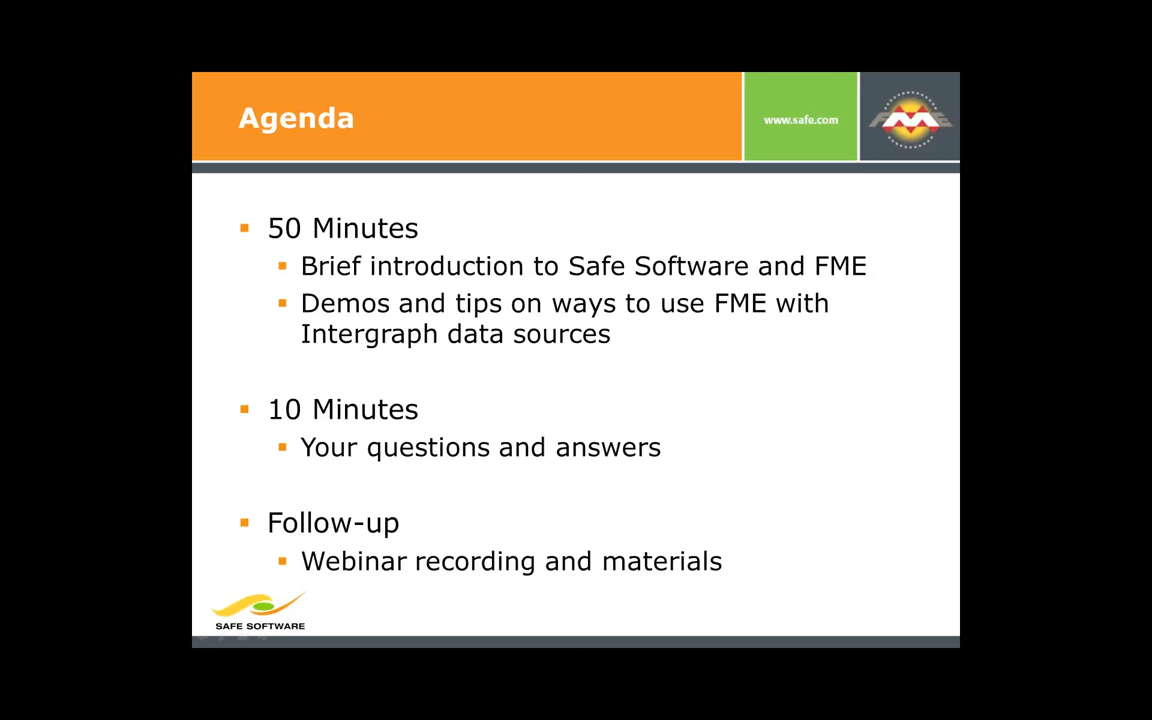 Agenda
www.safe.com
FME
50 Minutes
Brief introduction to Safe Software and FME
Demos and tips on ways to use FME with
Intergraph data sources
10 Minutes
Your questions and answers
Follow-up
Webinar recording and materials
SAFE SOFTWARE